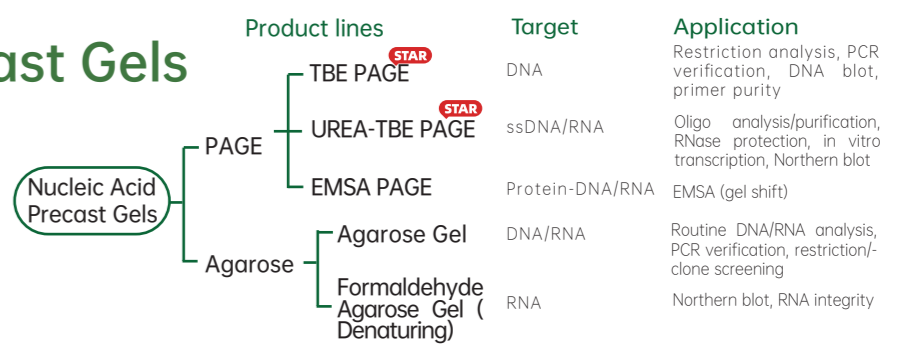 Product lines
Target
Application
ast Gels
STAR
TBE PAGE
DNA
Restriction analysis, PCR
verification, DNA blot,
primer purity
STAR
UREA-TBE PAGE
ssDNA/RNA
Oligo analysis/purification,
RNase protection, in vitro
transcription, Northern blot
PAGE
EMSA PAGE
Protein-DNA/RNA
EMSA (gel shift)
Nucleic Acid
Precast Gels
Agarose
Agarose Gel
DNA/RNA
Routine DNA/RNA analysis,
PCR verification, restriction/-
clone screening
Formaldehyde
Agarose Gel (
Denaturing)
RNA
Northern blot, RNA integrity